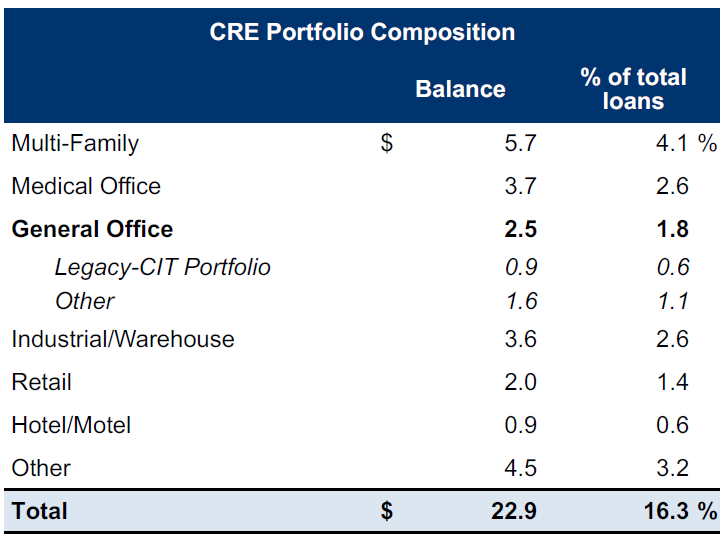 CRE Portfolio Composition
Balance % of total loans
Multi-Family $ 5.7 4.1 %
Medical Office 3.7 2.6
General Office 2.5 1.8
Legacy-CIT Portfolio 0.9 0.6
Other 1.6 1.1
Industrial/Warehouse 3.6 2.6
Retail 2.0 1.4
Hotel/Motel 0.9 0.6
Other 4.5 3.2
Total $ 22.9 16.3 %